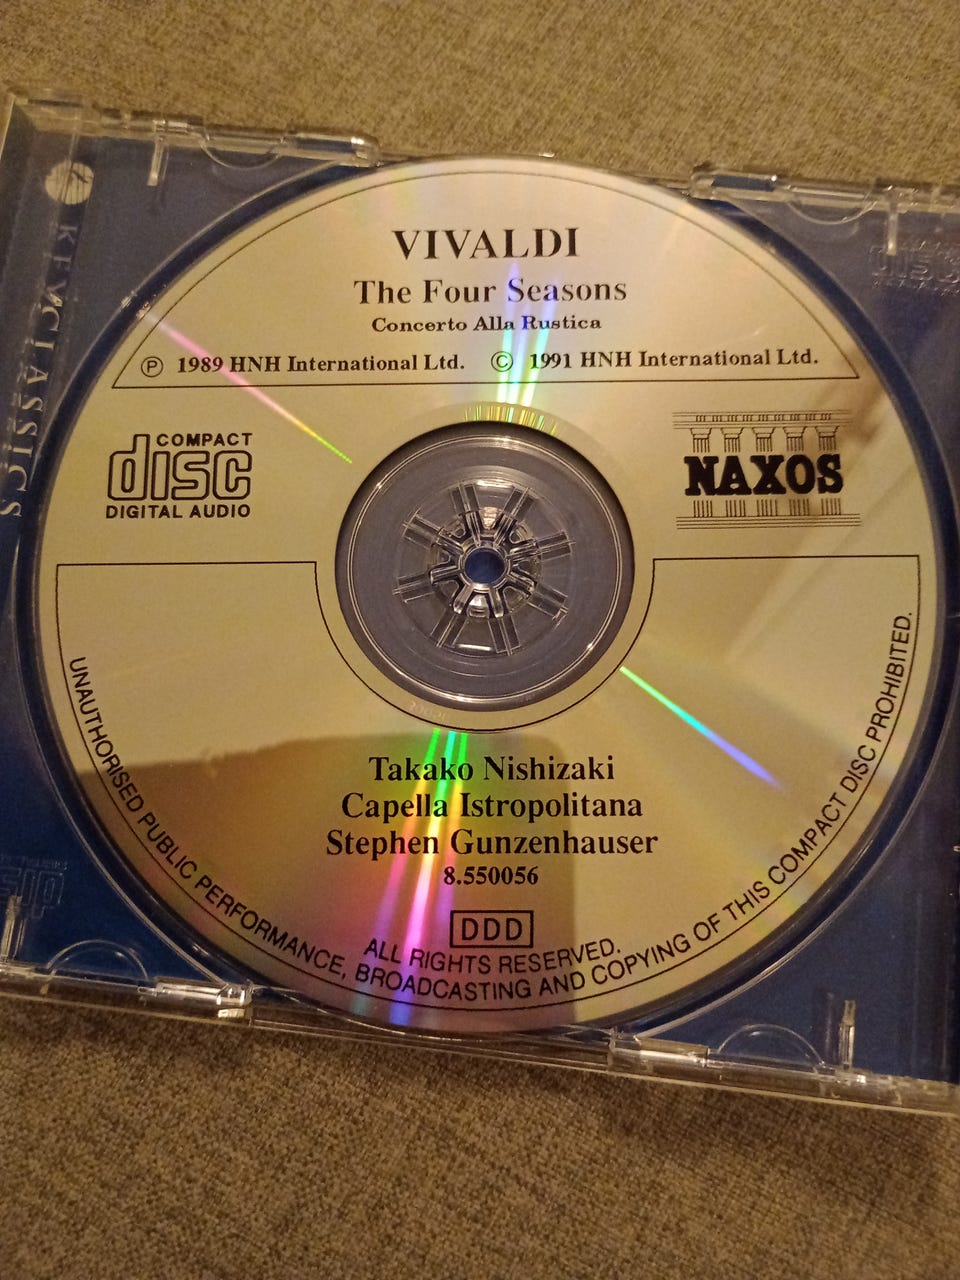 VIVALDI
The Four Seasons
Concerto Alla Rustica
Ⓟ 1989 HNH International Ltd. © 1991 HNH International Ltd.
COMPACT
disc
DIGITAL AUDIO
NAXOS
Takako Nishizaki
Capella Istropolitana
Stephen Gunzenhauser
8.550056
DDD
ALL RIGHTS RESERVED.
UNAUTHORISED PUBLIC PERFORMANCE, BROADCASTING AND COPYING OF THIS COMPACT DISC PROHIBITED.
CLASSICS
disc